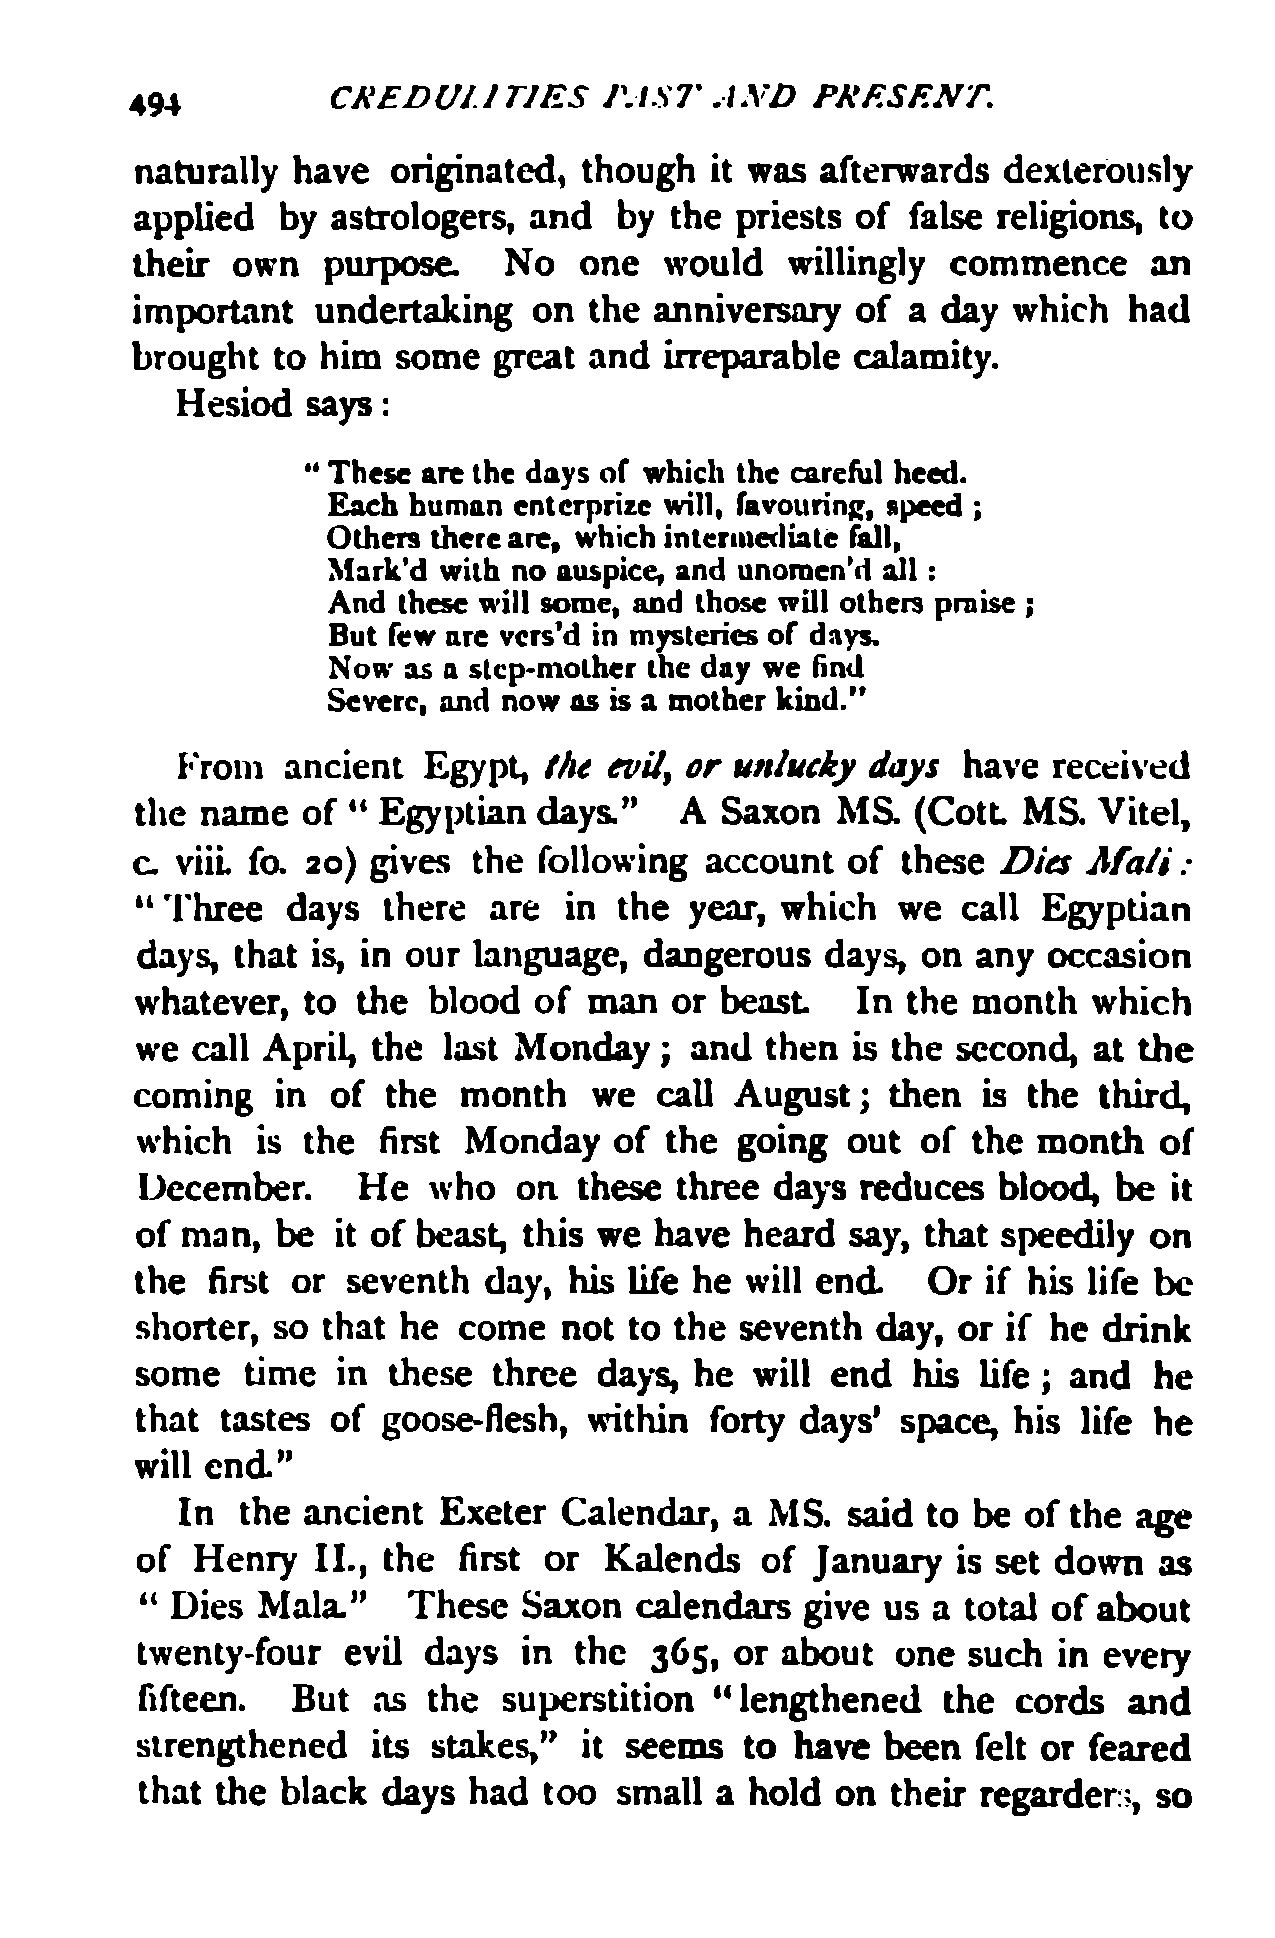 494 CREDULITIES PAST AND PRESENT.
naturally have originated, though it was afterwards dexterously
applied by astrologers, and by the priests of false religions, to
their own purpose. No one would willingly commence an
important undertaking on the anniversary of a day which had
brought to him some great and irreparable calamity.
Hesiod says :
" These are the days of which the careful heed.
Each human enterprize will, favouring, speed ;
Others there are, which intermediate fall,
Mark'd with no auspice, and unomen'd all :
And these will some, and those will others praise ;
But few are vers'd in mysteries of days.
Now as a step-mother the day we find
Severe, and now as is a mother kind."
From ancient Egypt, the evil, or unlucky days have received
the name of " Egyptian days." A Saxon MS. (Cott. MS. Vitel,
c. viii. fo. 20) gives the following account of these Dies Mali :
" Three days there are in the year, which we call Egyptian
days, that is, in our language, dangerous days, on any occasion
whatever, to the blood of man or beast. In the month which
we call April, the last Monday ; and then is the second, at the
coming in of the month we call August ; then is the third,
which is the first Monday of the going out of the month of
December. He who on these three days reduces blood, be it
of man, be it of beast, this we have heard say, that speedily on
the first or seventh day, his life he will end. Or if his life be
shorter, so that he come not to the seventh day, or if he drink
some time in these three days, he will end his life ; and he
that tastes of goose-flesh, within forty days' space, his life he
will end."
In the ancient Exeter Calendar, a MS. said to be of the age
of Henry II., the first or Kalends of January is set down as
" Dies Mala." These Saxon calendars give us a total of about
twenty-four evil days in the 365, or about one such in every
fifteen. But as the superstition " lengthened the cords and
strengthened its stakes," it seems to have been felt or feared
that the black days had too small a hold on their regarders, so